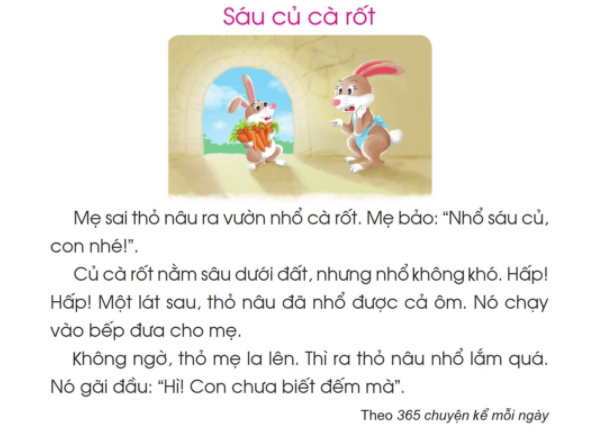 Sáu củ cà rốt
Mẹ sai thỏ nâu ra vườn nhổ cà rốt. Mẹ bảo: “Nhổ sáu củ,
con nhé!”.
Củ cà rốt nằm sâu dưới đất, nhưng nhổ không khó. Hấp!
Hấp! Một lát sau, thỏ nâu đã nhổ được cả ôm. Nó chạy
vào bếp đưa cho mẹ.
Không ngờ, thỏ mẹ la lên. Thì ra thỏ nâu nhổ lắm quá.
Nó gãi đầu: “Hì! Con chưa biết đếm mà”.
Theo 365 chuyện kể mỗi ngày